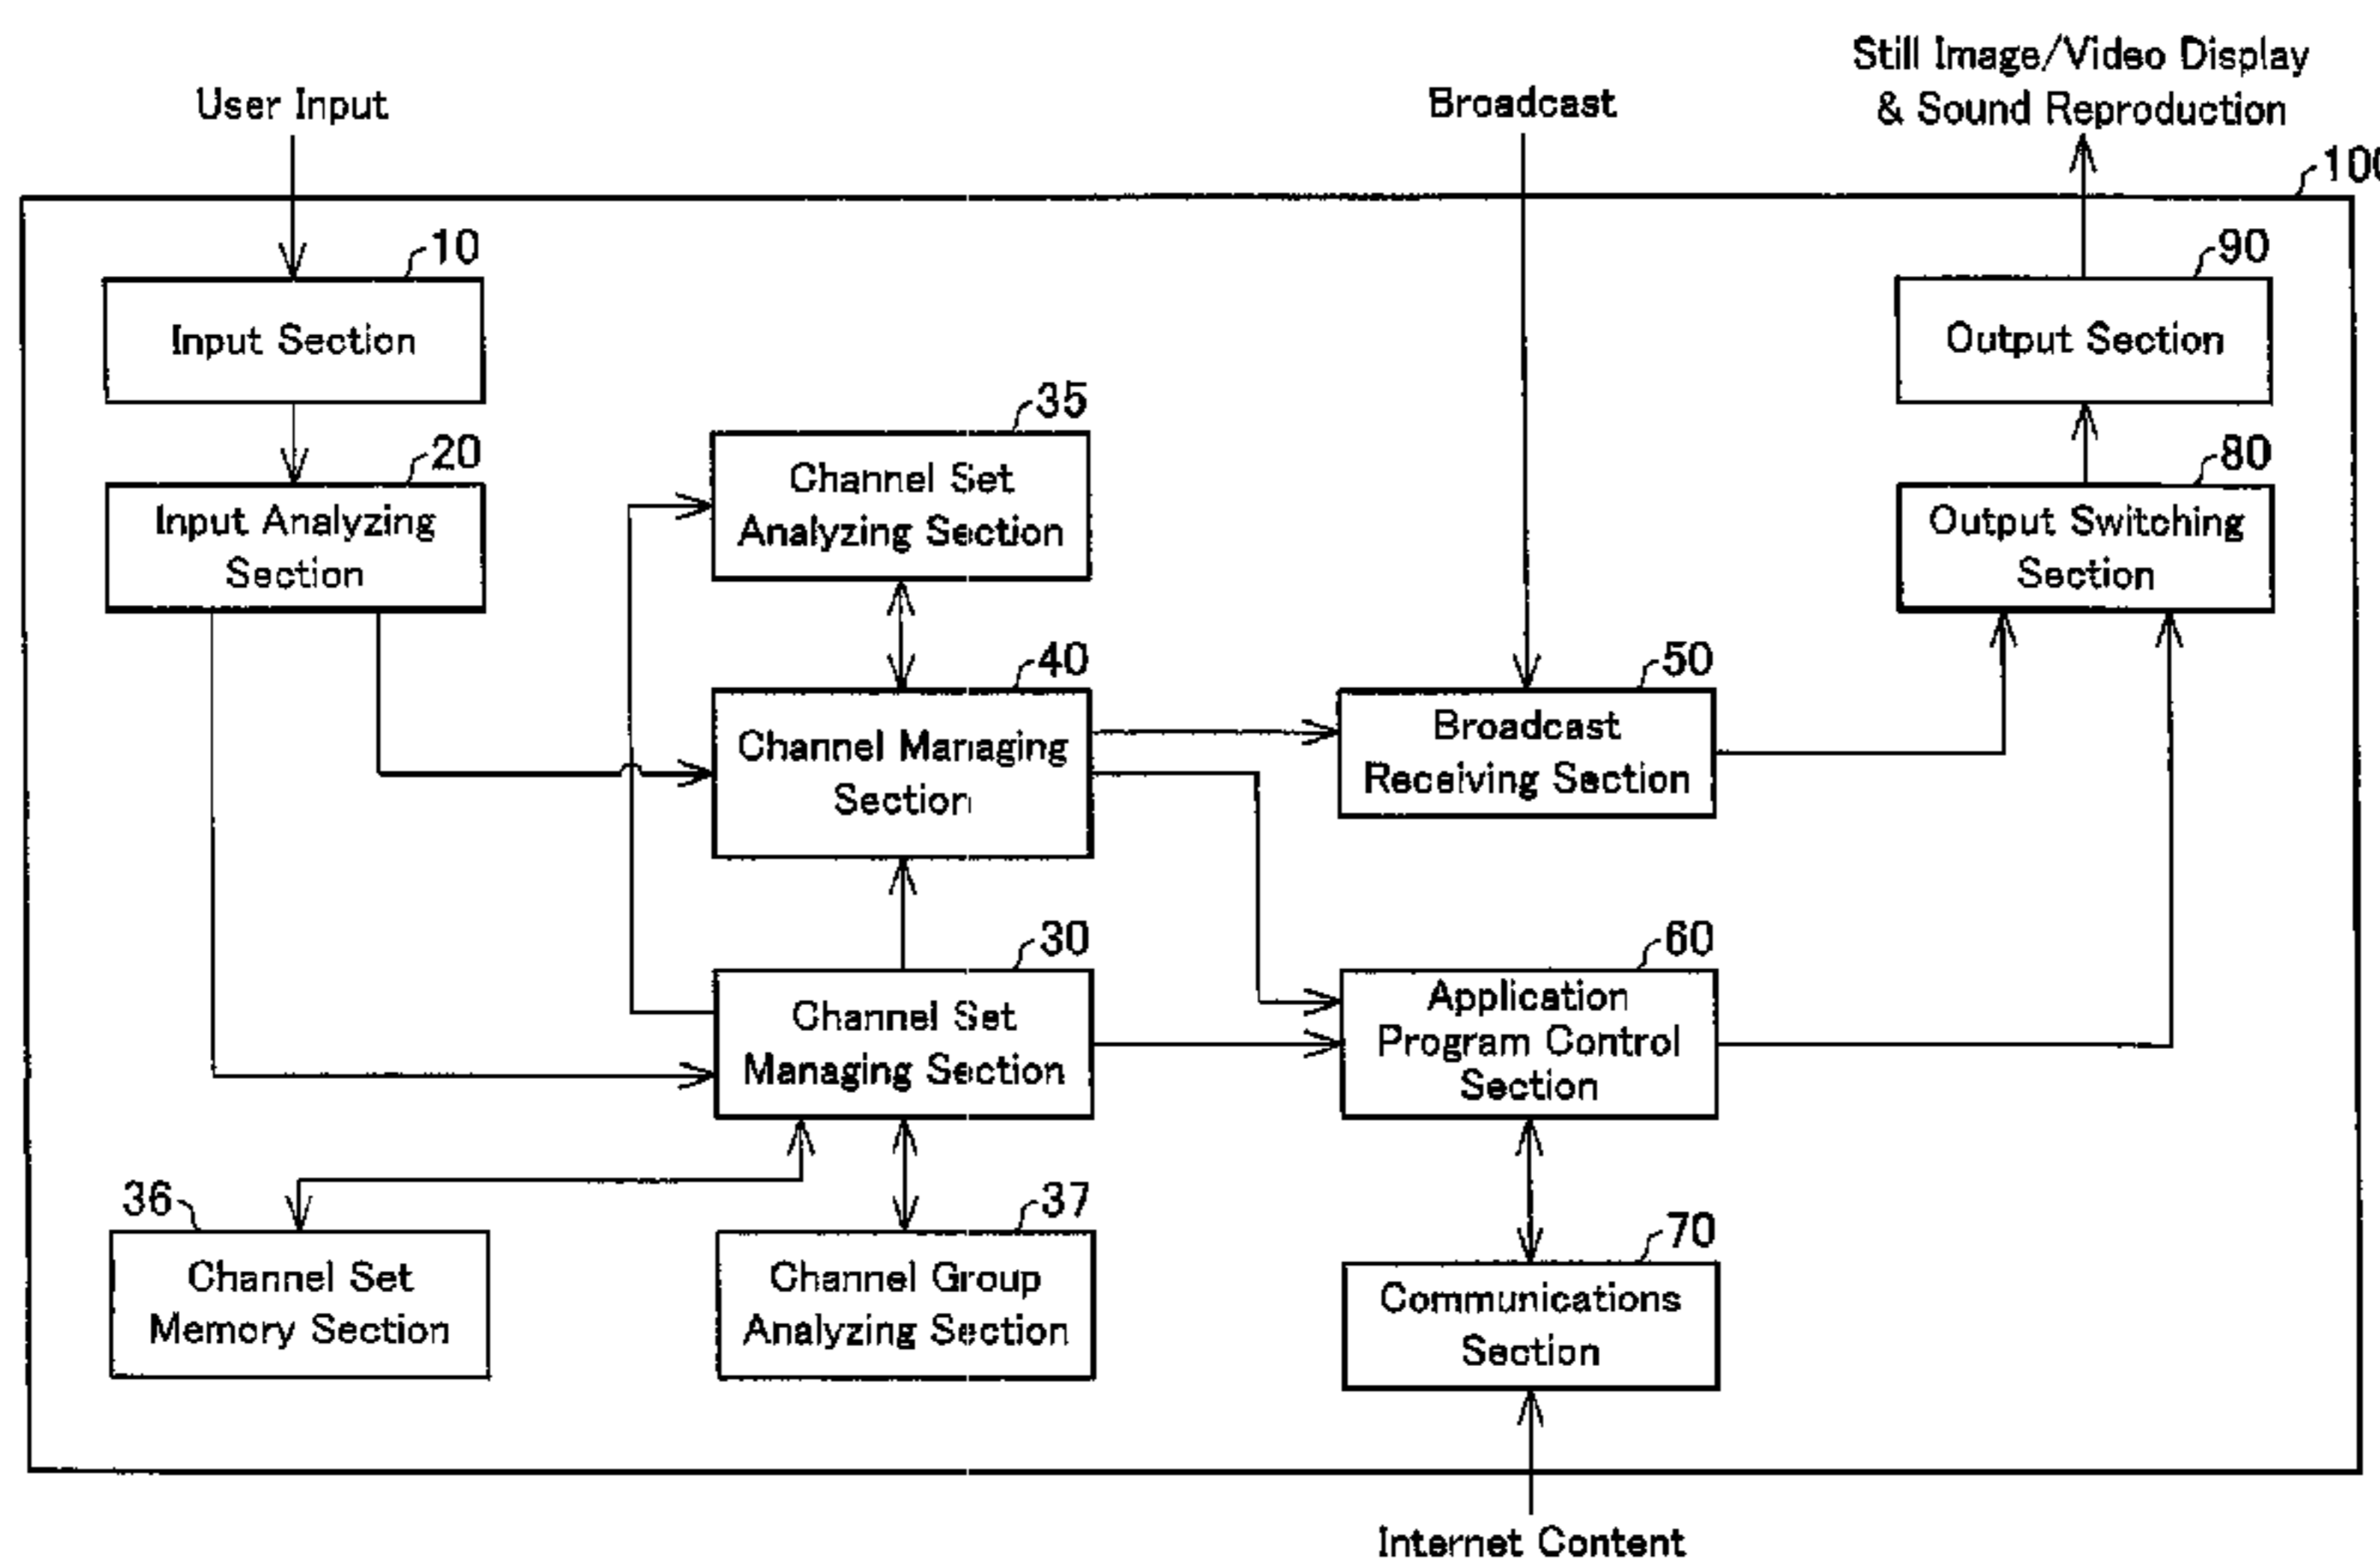 Still Image/Video Display
& Sound Reproduction
User Input
Broadcast
100
10
Input Section
90
Output Section
20
Input Analyzing
Section
35
Channel Set
Analyzing Section
80
Output Switching
Section
40
Channel Managing
Section
50
Broadcast
Receiving Section
30
Channel Set
Managing Section
60
Application
Program Control
Section
36
Channel Set
Memory Section
37
Channel Group
Analyzing Section
70
Communications
Section
Internet Content